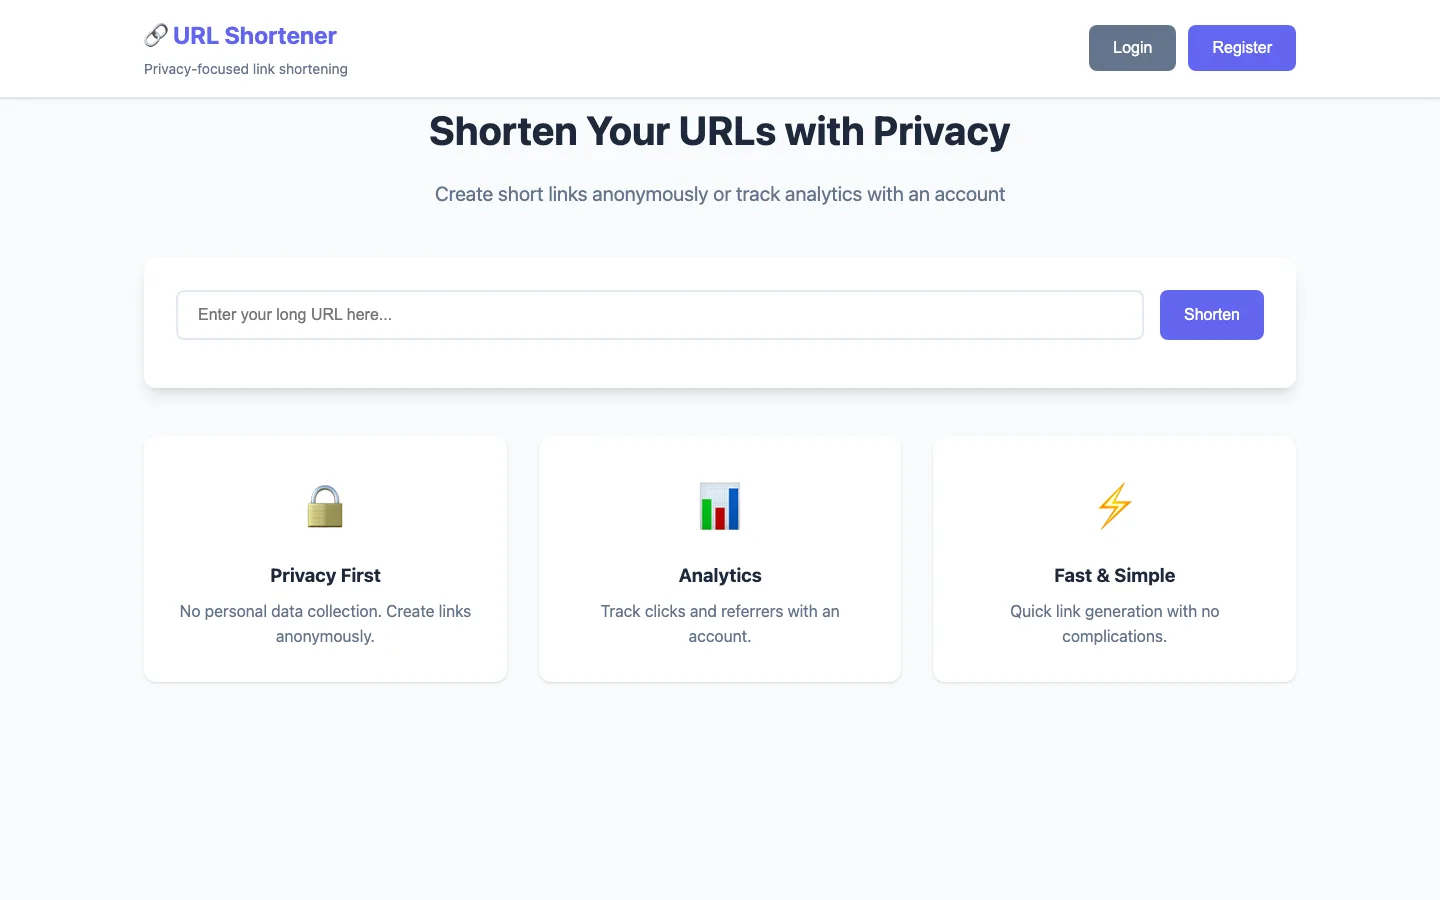 URL Shortener
Privacy-focused link shortening
Login
Register
Shorten Your URLs with Privacy
Create short links anonymously or track analytics with an account
Enter your long URL here...
Shorten
Privacy First
No personal data collection. Create links
anonymously.
Analytics
Track clicks and referrers with an
account.
Fast & Simple
Quick link generation with no
complications.